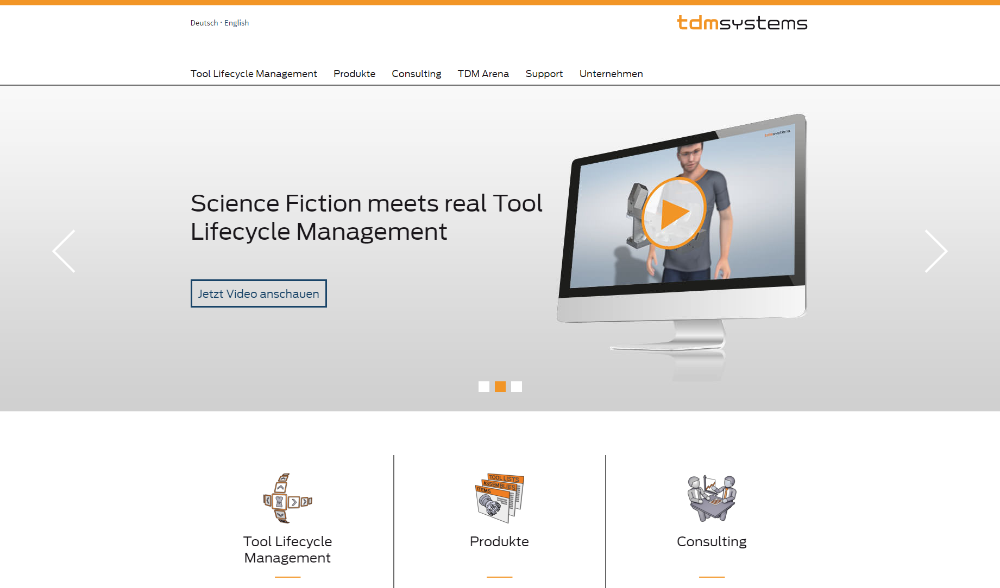 Deutsch · English
tdmsystems
Tool Lifecycle Management
Produkte
Consulting
TDM Arena
Support
Unternehmen
tdmsystems
Science Fiction meets real Tool
Lifecycle Management
Jetzt Video anschauen
TOOL LISTS
ASSEMBLIES
ITEMS
Tool Lifecycle
Management
Produkte
Consulting